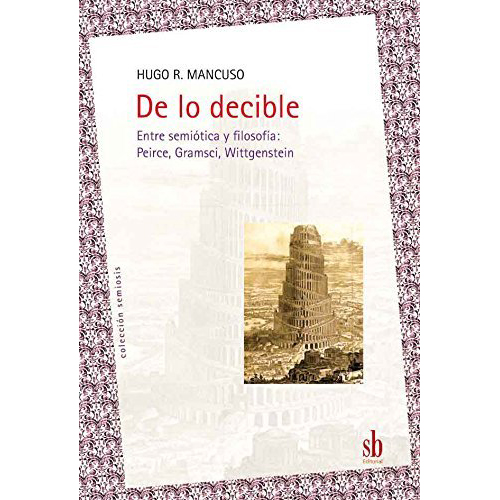 HUGO R. MANCUSO
De lo decible
Entre semiótica y filosofía:
Peirce, Gramsci, Wittgenstein
colección semiosis
sb
Editorial